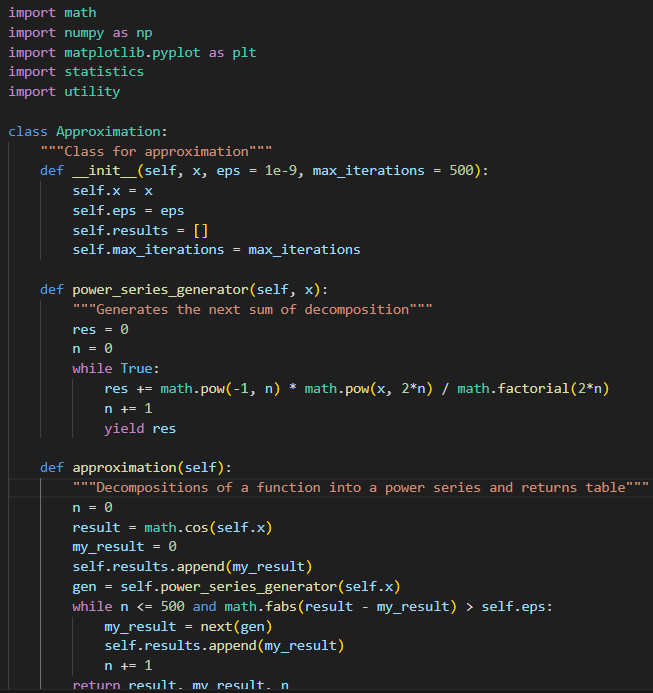 import math
import numpy as np
import matplotlib.pyplot as plt
import statistics
import utility

class Approximation:
    """Class for approximation"""
    def __init__(self, x, eps = 1e-9, max_iterations = 500):
        self.x = x
        self.eps = eps
        self.results = []
        self.max_iterations = max_iterations

    def power_series_generator(self, x):
        """Generates the next sum of decomposition"""
        res = 0
        n = 0
        while True:
            res += math.pow(-1, n) * math.pow(x, 2*n) / math.factorial(2*n)
            n += 1
            yield res

    def approximation(self):
        """Decompositions of a function into a power series and returns table"""
        n = 0
        result = math.cos(self.x)
        my_result = 0
        self.results.append(my_result)
        gen = self.power_series_generator(self.x)
        while n <= 500 and math.fabs(result - my_result) > self.eps:
            my_result = next(gen)
            self.results.append(my_result)
            n += 1
        return result, my_result, n